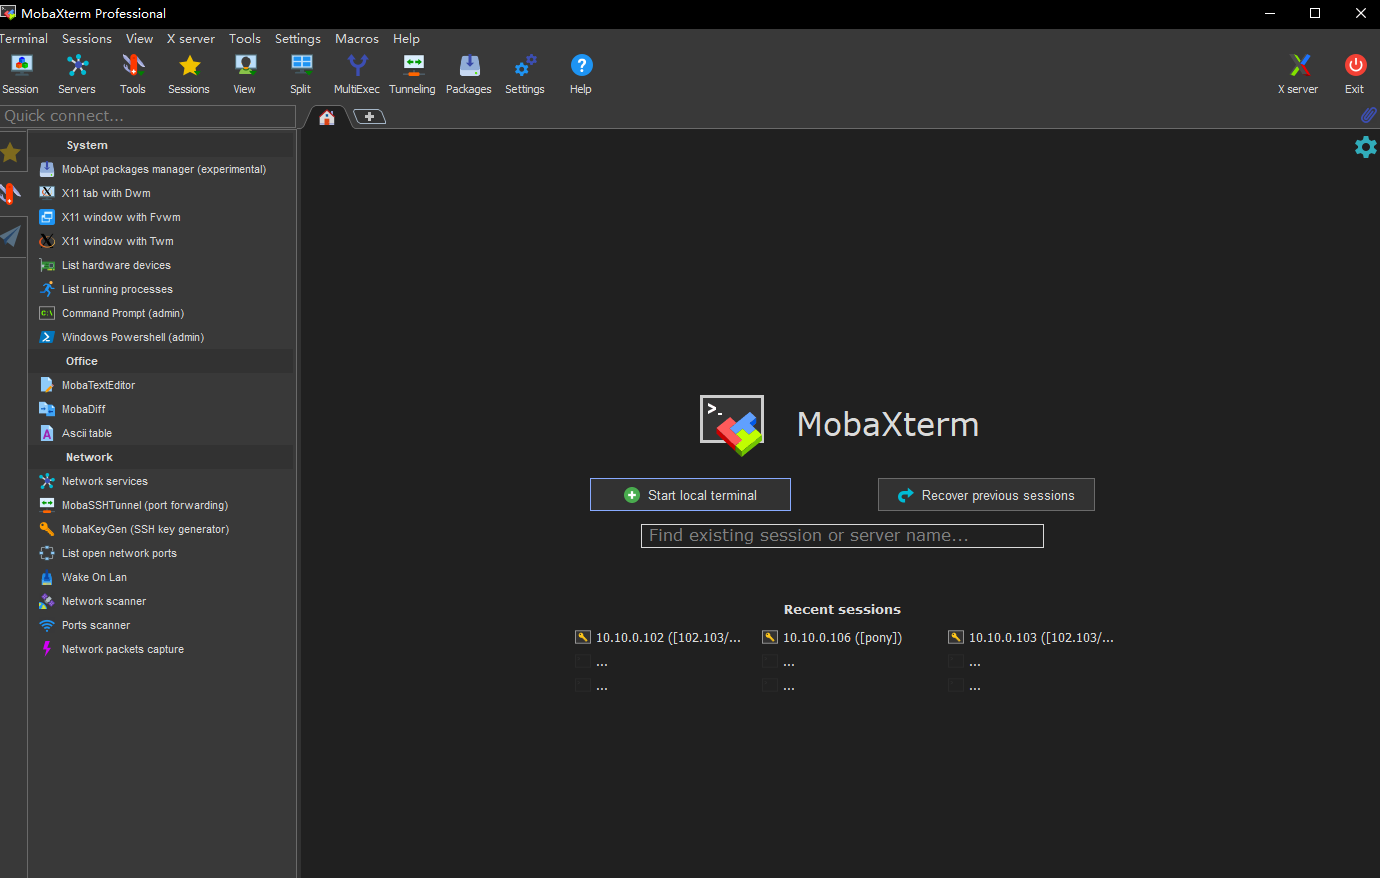 MobaXterm Professional
Terminal Sessions View X server Tools Settings Macros Help
Session Servers Tools Sessions View Split MultiExec Tunneling Packages Settings Help X server Exit
Quick connect...
System
MobApt packages manager (experimental)
X11 tab with Dwm
X11 window with Fvwm
X11 window with Twm
List hardware devices
List running processes
Command Prompt (admin)
Windows Powershell (admin)
Office
MobaTextEditor
MobaDiff
Ascii table
Network
Network services
MobaSSHTunnel (port forwarding)
MobaKeyGen (SSH key generator)
List open network ports
Wake On Lan
Network scanner
Ports scanner
Network packets capture
MobaXterm
Start local terminal Recover previous sessions
Find existing session or server name...
Recent sessions
10.10.0.102 ([102.103/... 10.10.0.106 ([pony]) 10.10.0.103 ([102.103/...
... ... ...
... ... ...